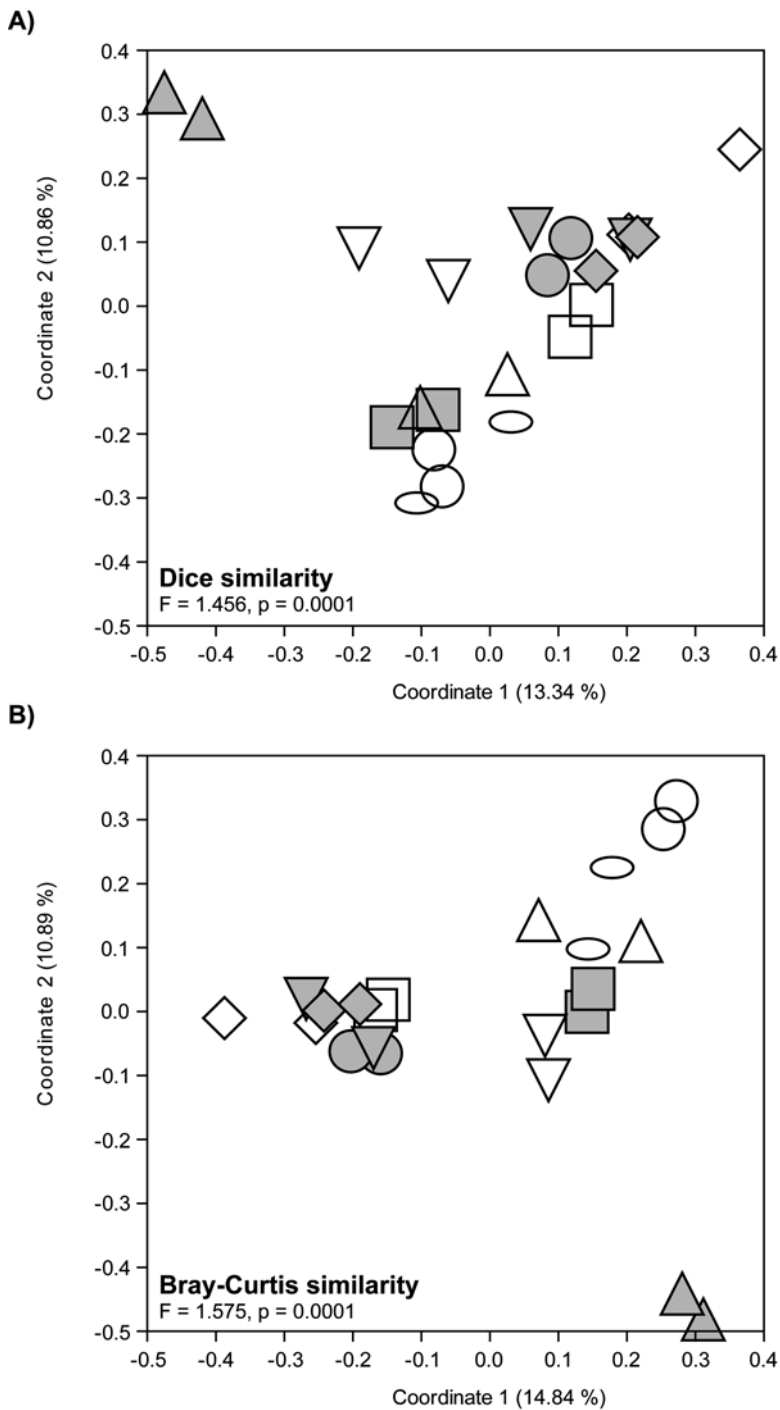 A)
0.4
0.3
0.2
0.1
0.0
-0.1
-0.2
-0.3
-0.4
-0.5
Coordinate 2 (10.86 %)
Dice similarity
F = 1.456, p = 0.0001
-0.5 -0.4 -0.3 -0.2 -0.1 0.0 0.1 0.2 0.3 0.4
Coordinate 1 (13.34 %)
B)
0.4
0.3
0.2
0.1
0.0
-0.1
-0.2
-0.3
-0.4
-0.5
Coordinate 2 (10.89 %)
Bray-Curtis similarity
F = 1.575, p = 0.0001
-0.5 -0.4 -0.3 -0.2 -0.1 0.0 0.1 0.2 0.3 0.4
Coordinate 1 (14.84 %)